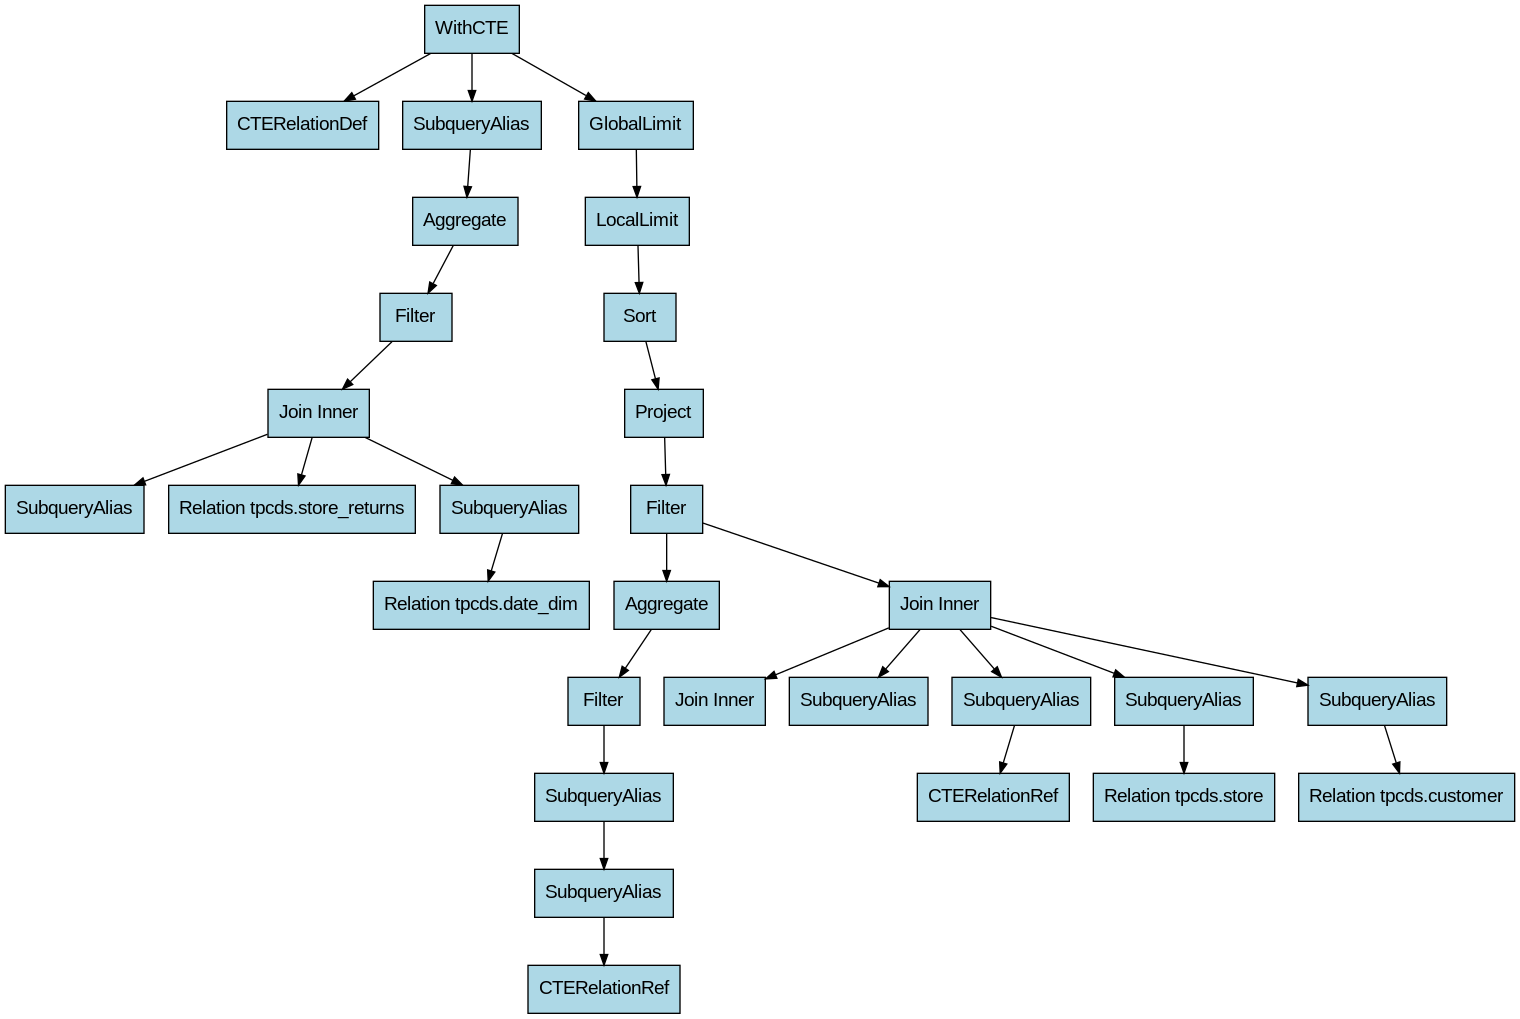 WithCTE
CTERelationDef
SubqueryAlias
GlobalLimit
Aggregate
LocalLimit
Filter
Sort
Join Inner
Project
SubqueryAlias
Relation tpcds.store_returns
SubqueryAlias
Filter
Relation tpcds.date_dim
Aggregate
Join Inner
Filter
Join Inner
SubqueryAlias
SubqueryAlias
SubqueryAlias
SubqueryAlias
SubqueryAlias
CTERelationRef
Relation tpcds.store
Relation tpcds.customer
SubqueryAlias
CTERelationRef